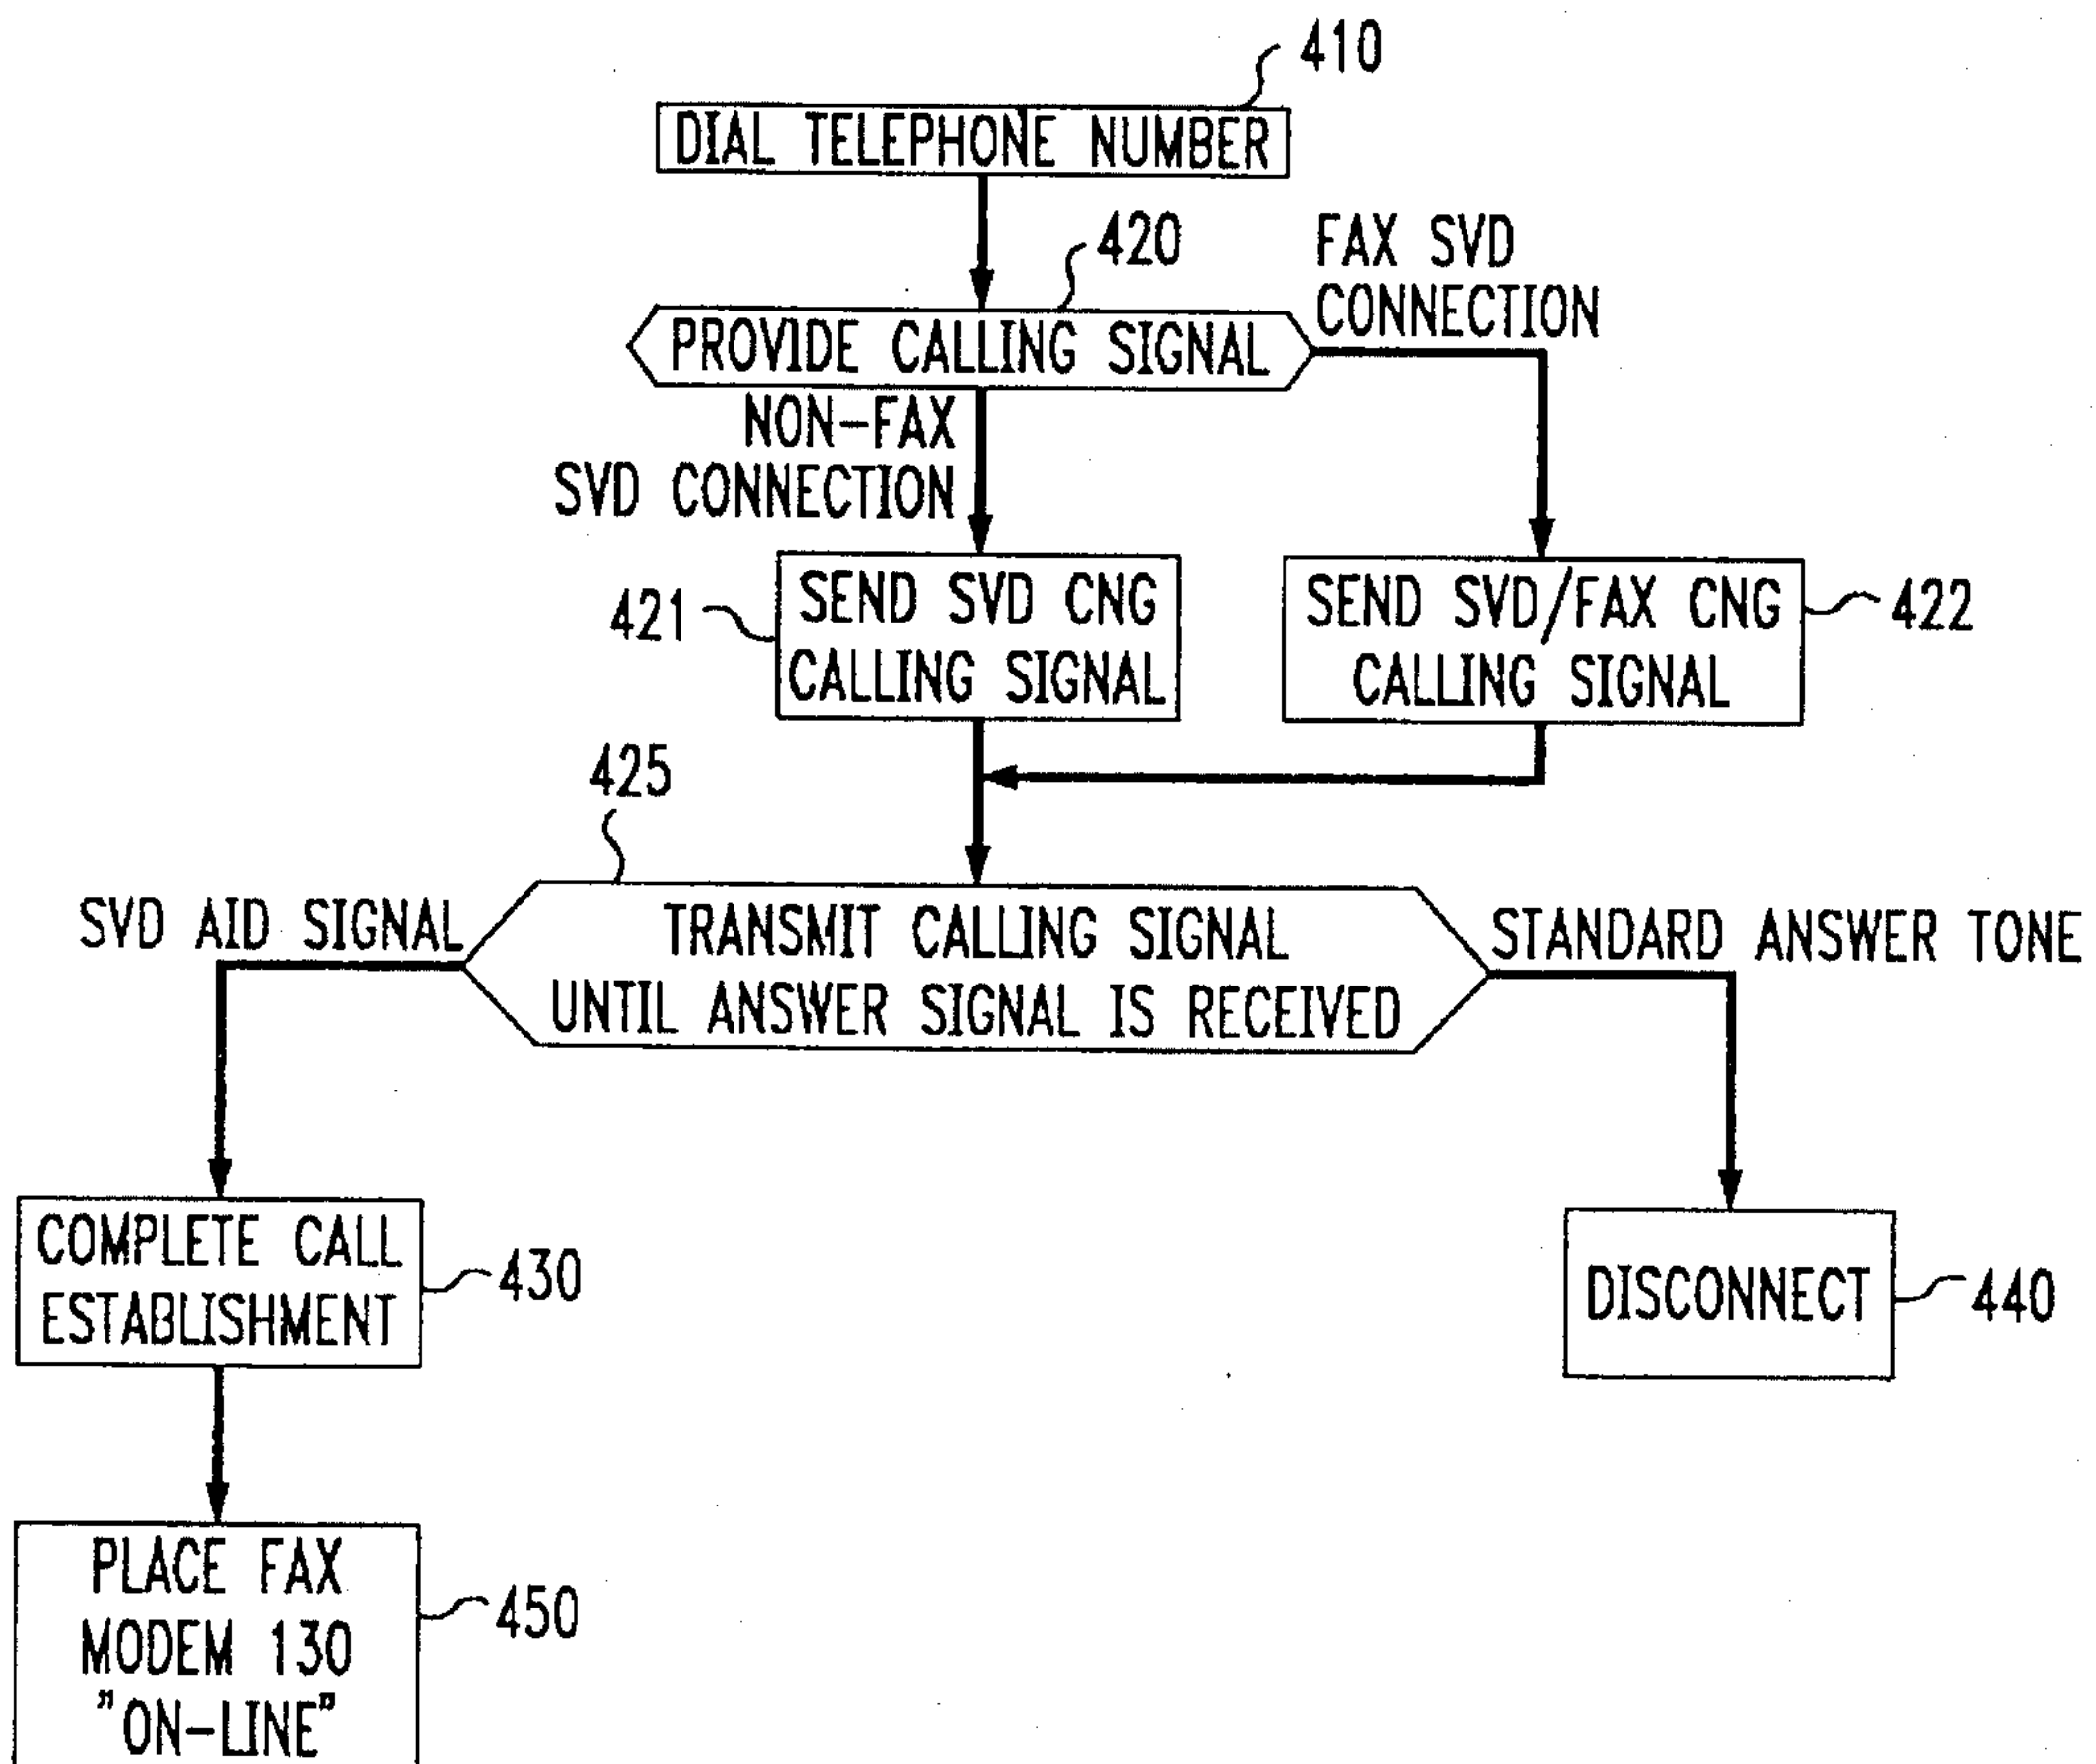 410
DIAL TELEPHONE NUMBER
420
FAX SVD
CONNECTION
PROVIDE CALLING SIGNAL
NON-FAX
SVD CONNECTION
421
SEND SVD CNG
CALLING SIGNAL
SEND SVD/FAX CNG
CALLING SIGNAL
422
425
SVD AID SIGNAL
TRANSMIT CALLING SIGNAL
UNTIL ANSWER SIGNAL IS RECEIVED
STANDARD ANSWER TONE
COMPLETE CALL
ESTABLISHMENT
430
DISCONNECT
440
PLACE FAX
MODEM 130
"ON-LINE"
450